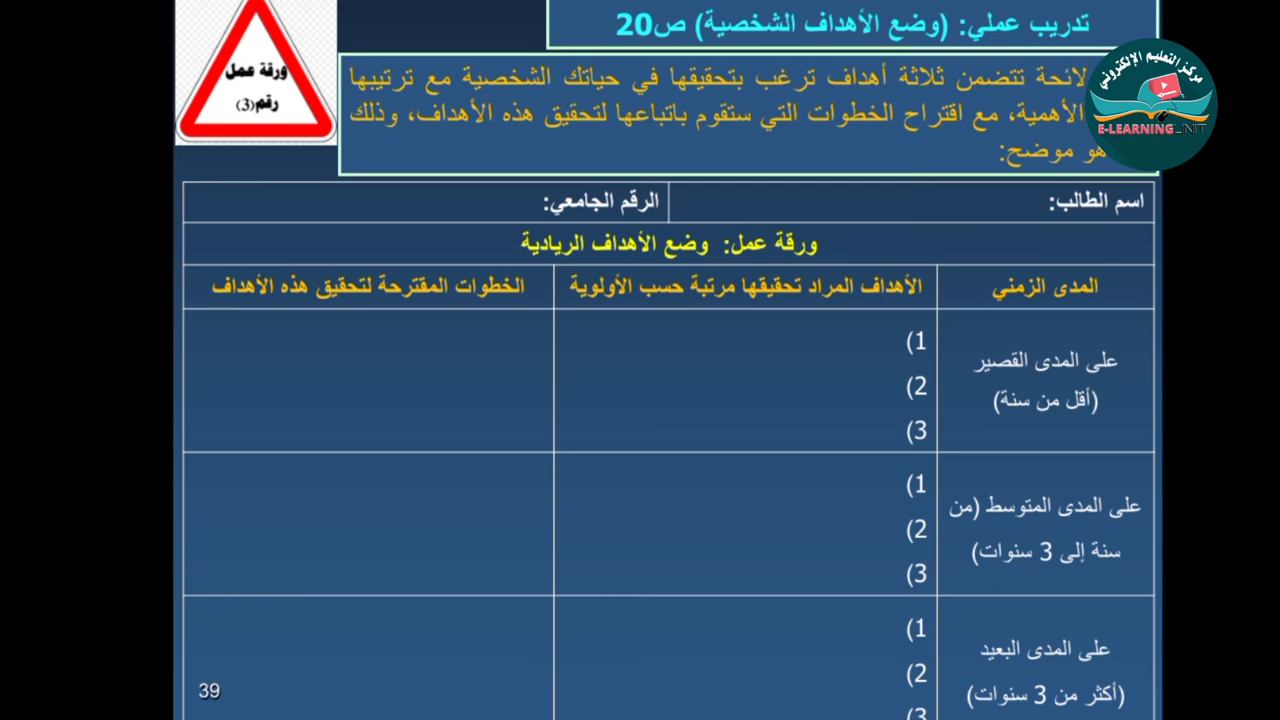 تدريب عملي: (وضع الأهداف الشخصية) ص20
ورقة عمل
رقم(3)
لائحة تتضمن ثلاثة أهداف ترغب بتحقيقها في حياتك الشخصية مع ترتيبها
الأهمية، مع اقتراح الخطوات التي ستقوم باتباعها لتحقيق هذه الأهداف، وذلك
هو موضح:
مركز التعليم الإلكتروني
E-LEARNING UNIT
اسم الطالب: الرقم الجامعي:
ورقة عمل: وضع الأهداف الريادية
المدى الزمني الأهداف المراد تحقيقها مرتبة حسب الأولوية الخطوات المقترحة لتحقيق هذه الأهداف
على المدى القصير
(أقل من سنة)
1)
2)
3)
على المدى المتوسط (من
سنة إلى 3 سنوات)
1)
2)
3)
على المدى البعيد
(أكثر من 3 سنوات)
1)
2)
3)
39